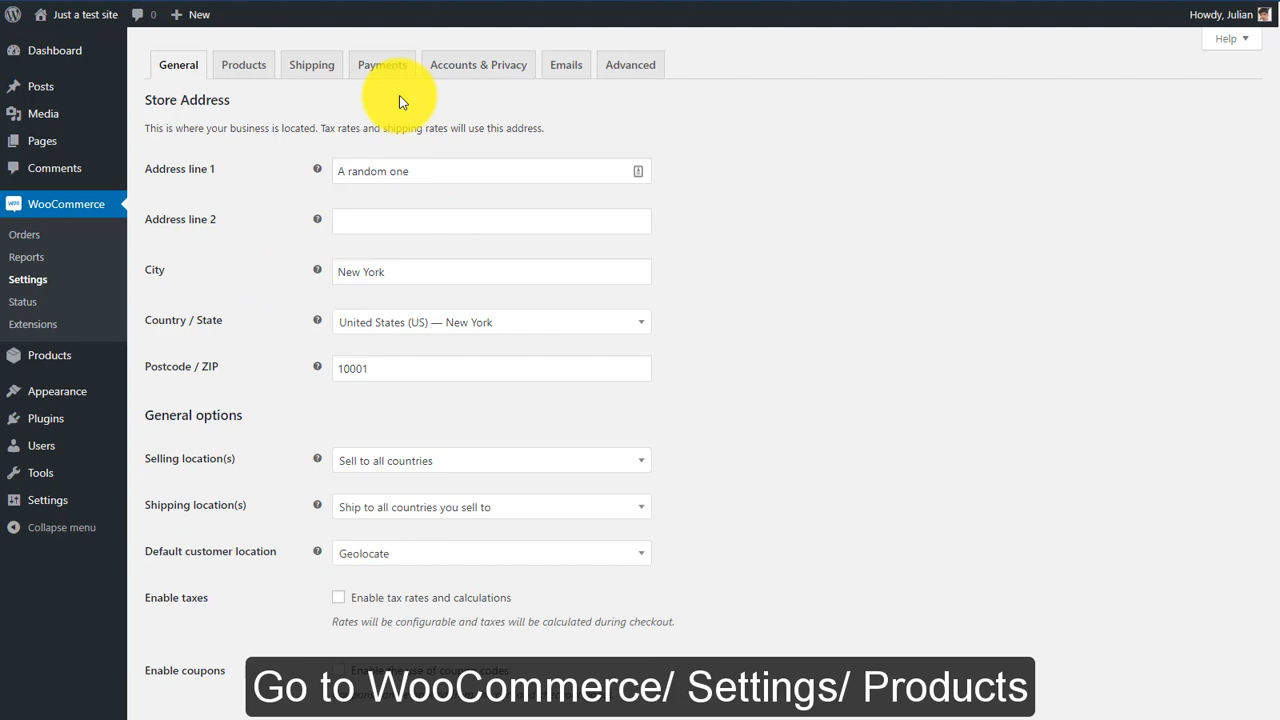 Just a test site 0 New Howdy, Julian
Help
Dashboard
Posts
Media
Pages
Comments
WooCommerce
Orders
Reports
Settings
Status
Extensions
Products
Appearance
Plugins
Users
Tools
Settings
Collapse menu
General Products Shipping Payments Accounts & Privacy Emails Advanced
Store Address
This is where your business is located. Tax rates and shipping rates will use this address.
Address line 1 A random one
Address line 2
City New York
Country / State United States (US) — New York
Postcode / ZIP 10001
General options
Selling location(s) Sell to all countries
Shipping location(s) Ship to all countries you sell to
Default customer location Geolocate
Enable taxes Enable tax rates and calculations
Rates will be configurable and taxes will be calculated during checkout.
Enable coupons Enable the use of coupon codes
Go to WooCommerce/ Settings/ Products